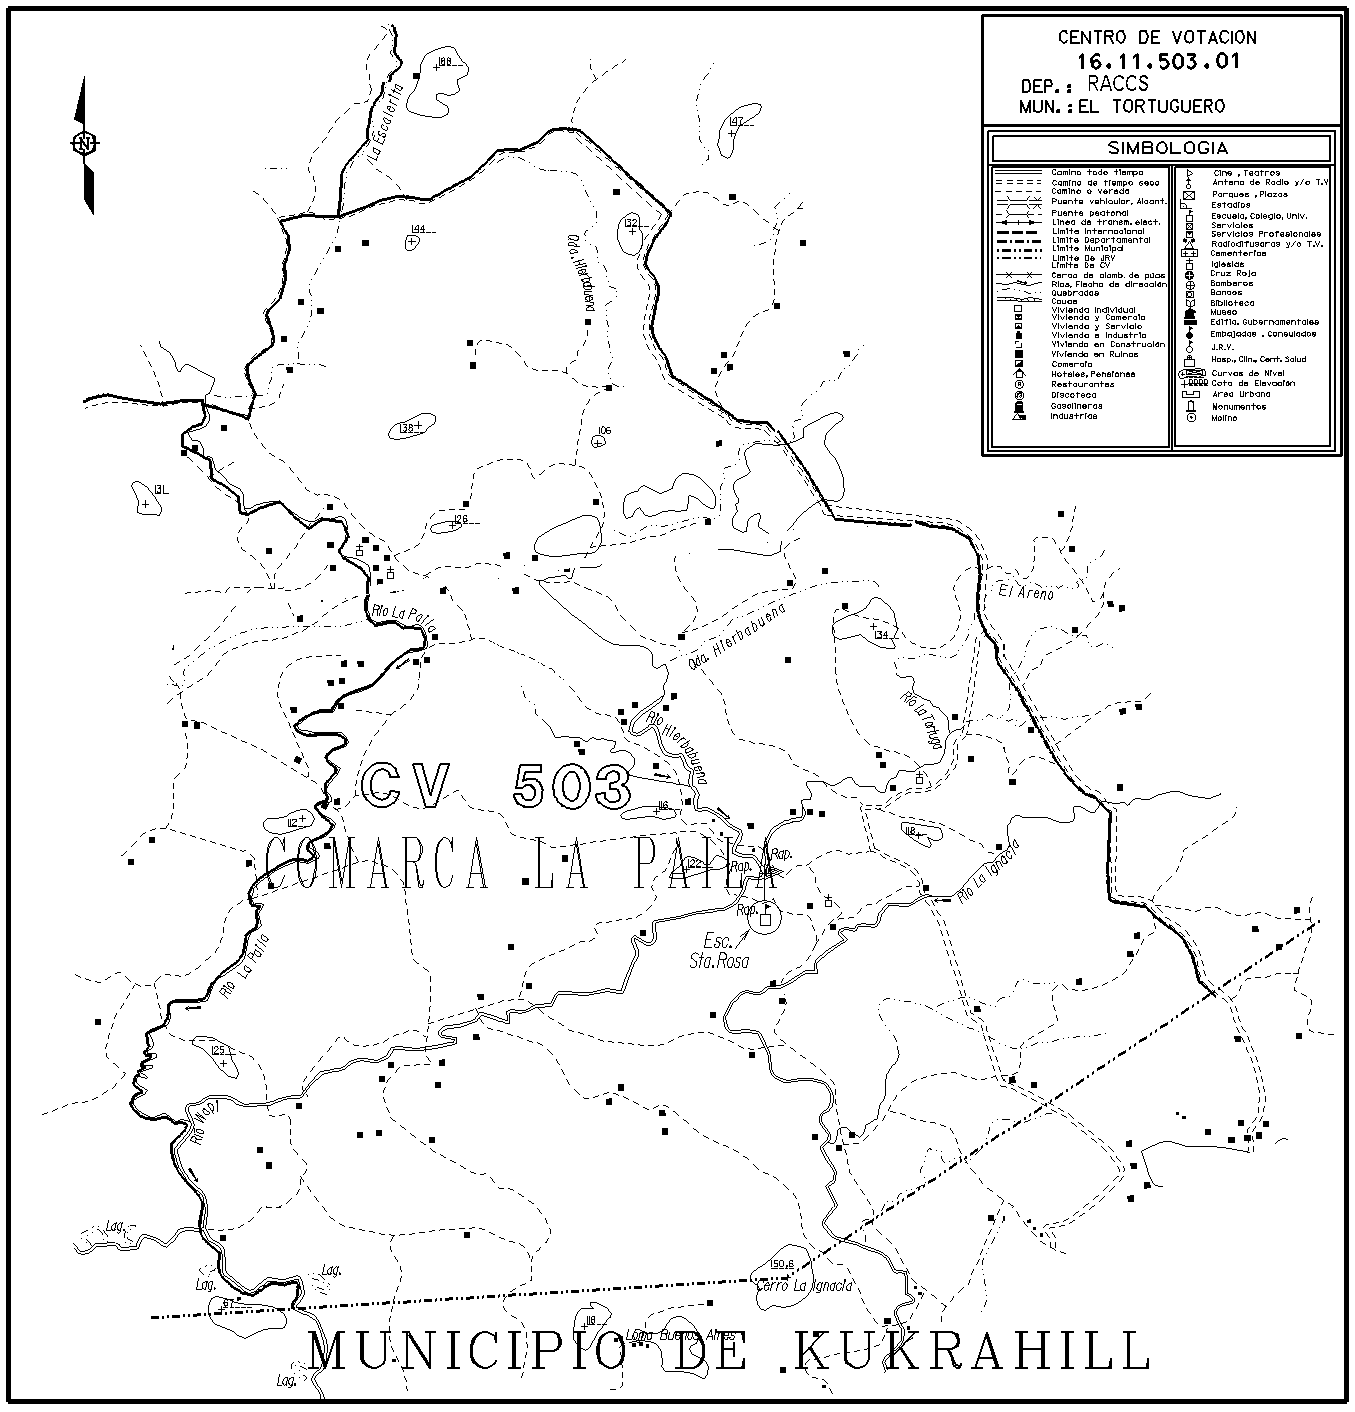 CENTRO DE VOTACION
16.11.503.01
DEP.: RACCS
MUN.: EL TORTUGUERO
SIMBOLOGIA
Camino todo tiempo
Camino de tiempo seco
Camino o vereda
Puente vehicular, Alcant.
Puente peatonal
Linea de transm. elect.
Limite Internacional
Limite Departamental
Limite Municipal
Limite De JRV
Limite De CV
Cerca de alamb. de púas
Ríos, Flecha de dirección
Quebradas
Cauce
Vivienda Individual
Vivienda y Comercio
Vivienda y Servicio
Vivienda e Industria
Vivienda en Construcción
Vivienda en Ruinas
Comercio
Hoteles, Pensiones
Restaurantes
Discoteca
Gasolineras
Industrias
Cine, Teatros
Antena de Radio y/o T.V
Parques, Plazas
Estadios
Escuela, Colegio, Univ.
Serviales
Servicios Profesionales
Radiodifusoras y/o T.V.
Cementerios
Iglesias
Cruz Roja
Bomberos
Bancos
Biblioteca
Museo
Edific. Gubernamentales
Embajadas, Consulados
J.R.V.
Hosp., Clin., Cent. Salud
Curvas de Nivel
Cota de Elevación
Area Urbana
Monumentos
Molino
N
188
La Escalerita
147
144
132
Qda. Hierbabuena
138
106
131
126
Río La Paila
El Areno
Qda. Hierbabuena
134
Río La Tortuga
Río Hierbabuena
CV 503
116
112
118
COMARCA LA PAILA
122
Rap.
Rap.
Río La Ignacia
Rap.
Esc.
Sta. Rosa
Río La Paila
125
Río Wapi
Lag.
Lag.
Lag.
150.6
Cerro La Ignacia
97
118
Loma Buenos Aires
MUNICIPIO DE KUKRAHILL
Lag.